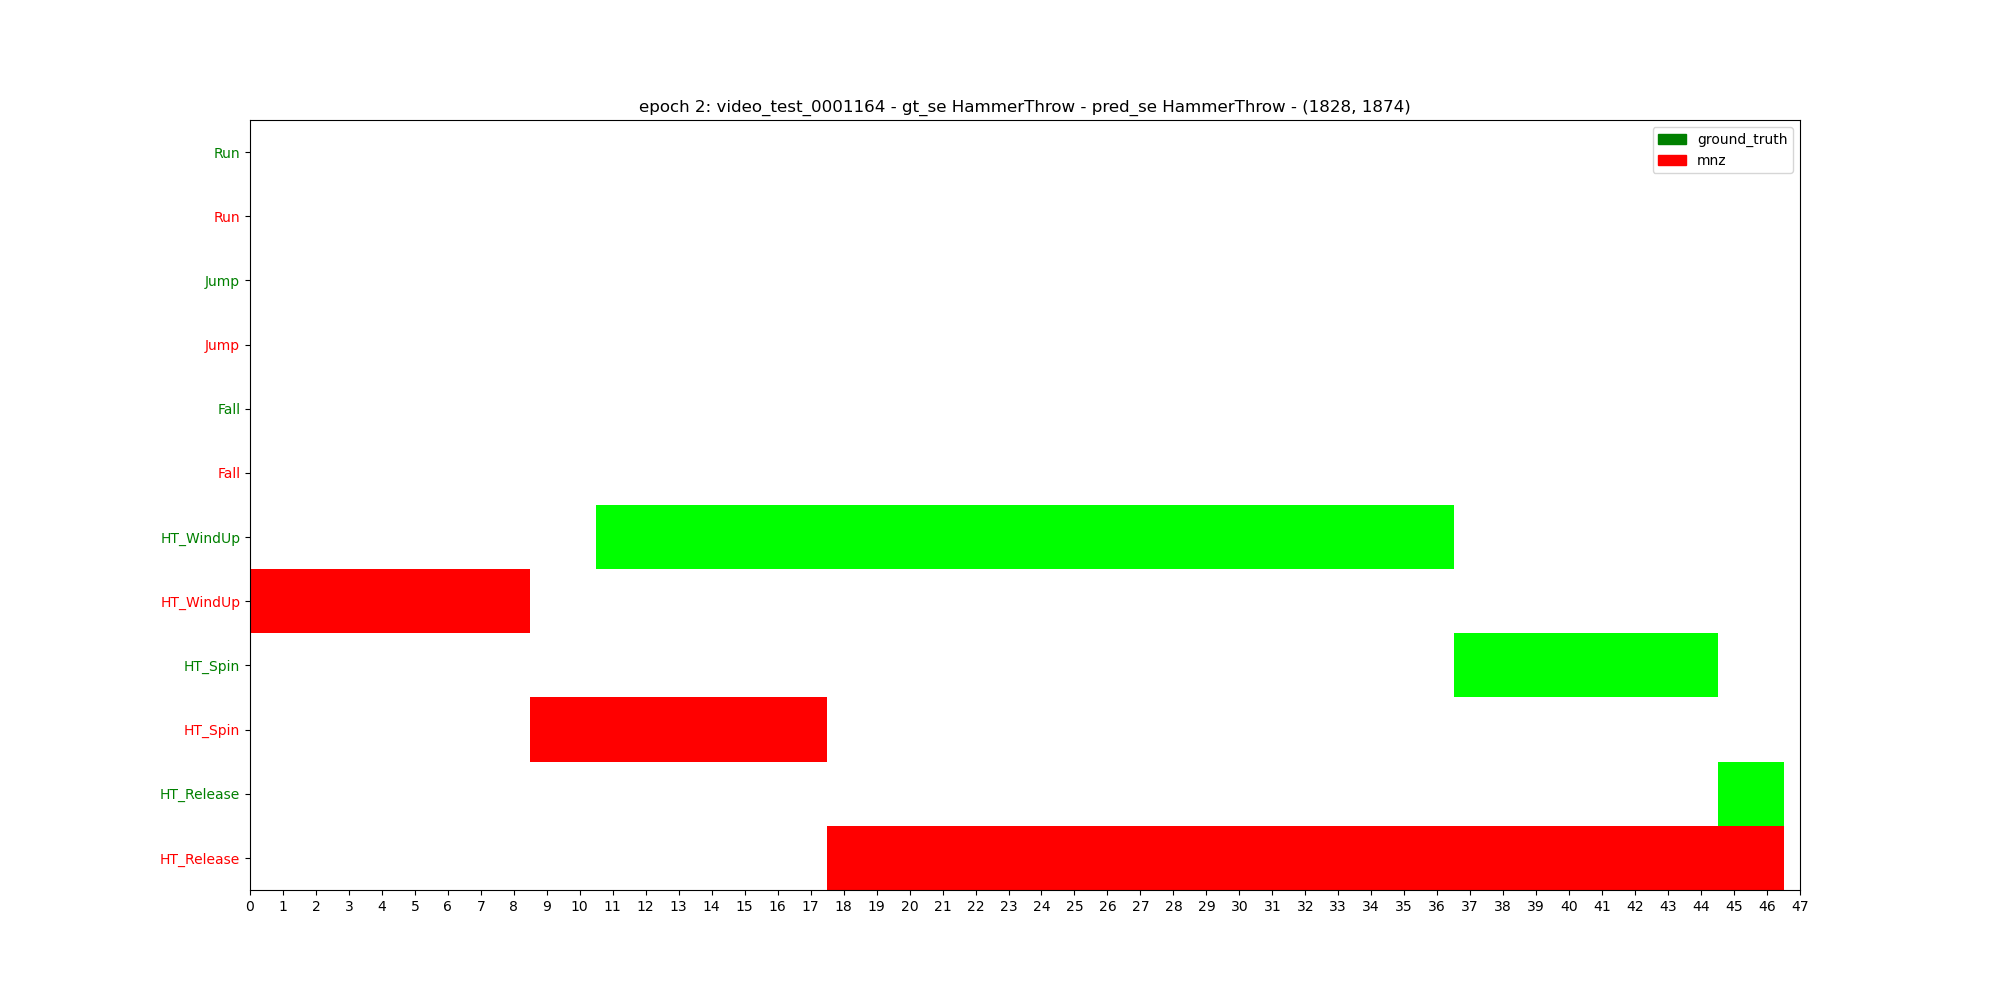 epoch 2: video_test_0001164 - gt_se HammerThrow - pred_se HammerThrow - (1828, 1874)
ground_truth
mnz
Run
Run
Jump
Jump
Fall
Fall
HT_WindUp
HT_WindUp
HT_Spin
HT_Spin
HT_Release
HT_Release
0 1 2 3 4 5 6 7 8 9 10 11 12 13 14 15 16 17 18 19 20 21 22 23 24 25 26 27 28 29 30 31 32 33 34 35 36 37 38 39 40 41 42 43 44 45 46 47